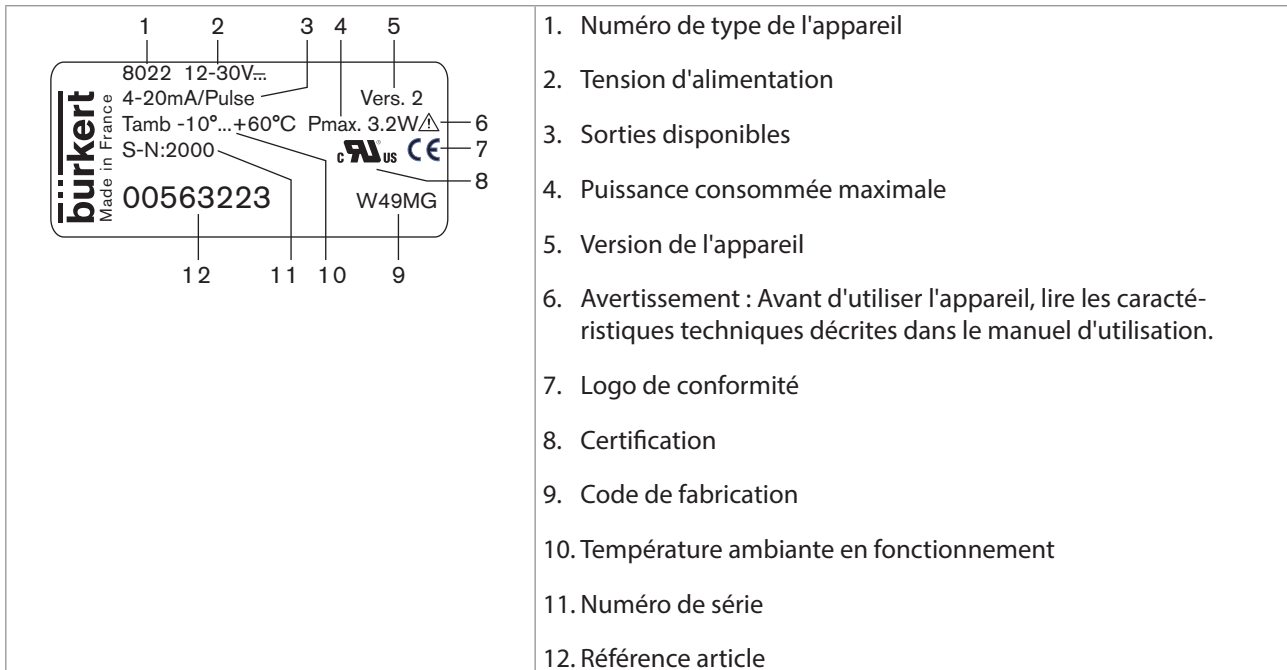 1 2 3 4 5
8022 12-30V
4-20mA/Pulse Vers. 2
Tamb -10°...+60°C Pmax. 3.2W 6
S-N:2000 c RU us CE 7
8
00563223 W49MG
bürkert
Made in France
12 11 10 9
1. Numéro de type de l'appareil
2. Tension d'alimentation
3. Sorties disponibles
4. Puissance consommée maximale
5. Version de l'appareil
6. Avertissement : Avant d'utiliser l'appareil, lire les caracté-
ristiques techniques décrites dans le manuel d'utilisation.
7. Logo de conformité
8. Certification
9. Code de fabrication
10. Température ambiante en fonctionnement
11. Numéro de série
12. Référence article